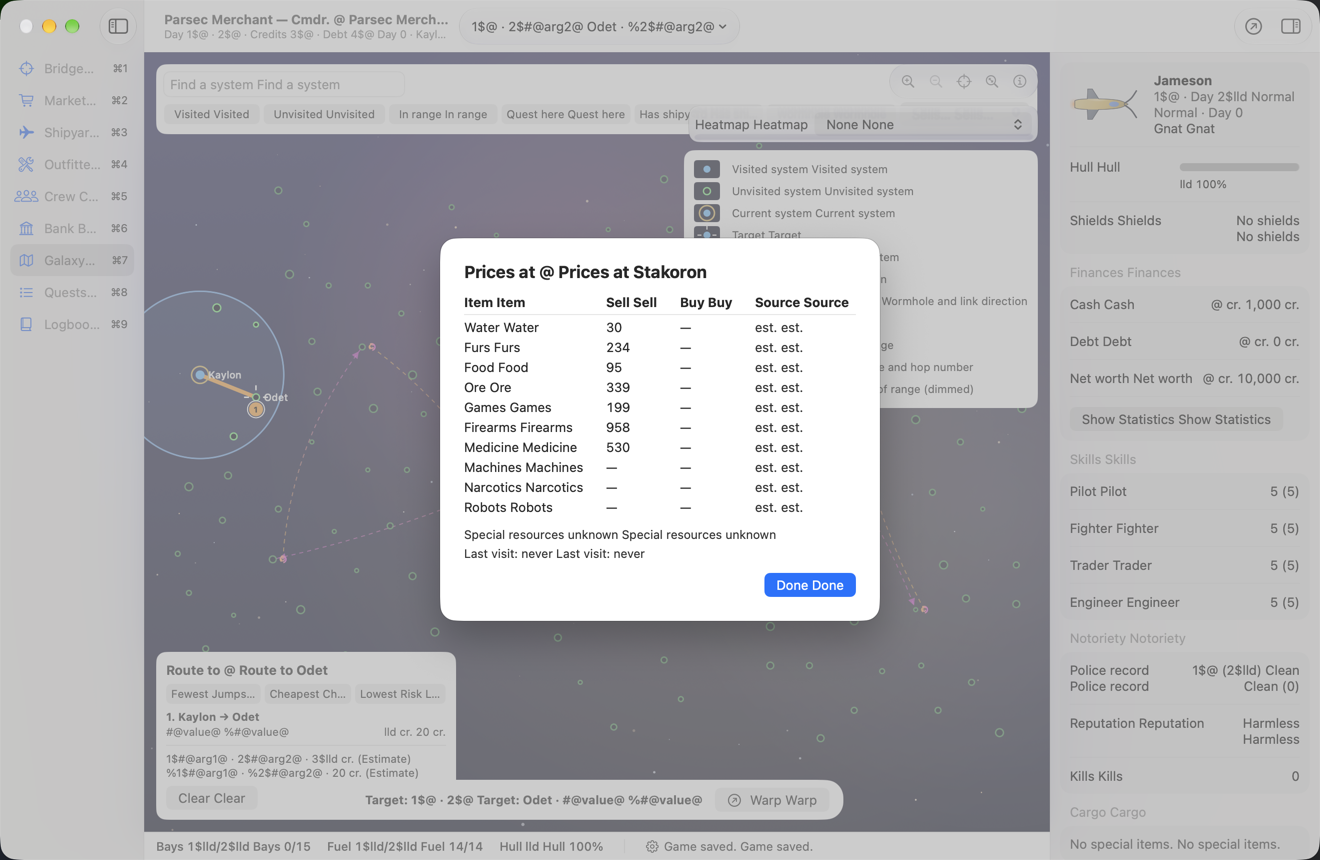 Parsec Merchant — Cmdr. @ Parsec Merch...
Day 1$@ · 2$@ · Credits 3$@ · Debt 4$@ Day 0 · Kayl...
1$@ · 2$#@arg2@ Odet · %2$#@arg2@
Bridge... ⌘1
Market... ⌘2
Shipyar... ⌘3
Outfitte... ⌘4
Crew C... ⌘5
Bank B... ⌘6
Galaxy... ⌘7
Quests... ⌘8
Logboo... ⌘9
Find a system Find a system
Visited Visited
Unvisited Unvisited
In range In range
Quest here Quest here
Has shipy
Heatmap Heatmap
None None
Visited system Visited system
Unvisited system Unvisited system
Current system Current system
Target Target
tem
n
Wormhole and link direction
ge
e and hop number
of range (dimmed)
Kaylon
Odet
1
Prices at @ Prices at Stakoron
Item Item Sell Sell Buy Buy Source Source
Water Water 30 — est. est.
Furs Furs 234 — est. est.
Food Food 95 — est. est.
Ore Ore 339 — est. est.
Games Games 199 — est. est.
Firearms Firearms 958 — est. est.
Medicine Medicine 530 — est. est.
Machines Machines — — est. est.
Narcotics Narcotics — — est. est.
Robots Robots — — est. est.
Special resources unknown Special resources unknown
Last visit: never Last visit: never
Done Done
Route to @ Route to Odet
Fewest Jumps... Cheapest Ch... Lowest Risk L...
1. Kaylon → Odet
#@value@ %#@value@ lld cr. 20 cr.
1$#@arg1@ · 2$#@arg2@ · 3$lld cr. (Estimate)
%1$#@arg1@ · %2$#@arg2@ · 20 cr. (Estimate)
Clear Clear
Target: 1$@ · 2$@ Target: Odet · #@value@ %#@value@
Warp Warp
Bays 1$lld/2$lld Bays 0/15 Fuel 1$lld/2$lld Fuel 14/14 Hull lld Hull 100% Game saved. Game saved.
Jameson
1$@ · Day 2$lld Normal
Normal · Day 0
Gnat Gnat
Hull Hull
lld 100%
Shields Shields No shields
No shields
Finances Finances
Cash Cash @ cr. 1,000 cr.
Debt Debt @ cr. 0 cr.
Net worth Net worth @ cr. 10,000 cr.
Show Statistics Show Statistics
Skills Skills
Pilot Pilot 5 (5)
Fighter Fighter 5 (5)
Trader Trader 5 (5)
Engineer Engineer 5 (5)
Notoriety Notoriety
Police record 1$@ (2$lld) Clean
Police record Clean (0)
Reputation Reputation Harmless
Harmless
Kills Kills 0
Cargo Cargo
No special items. No special items.